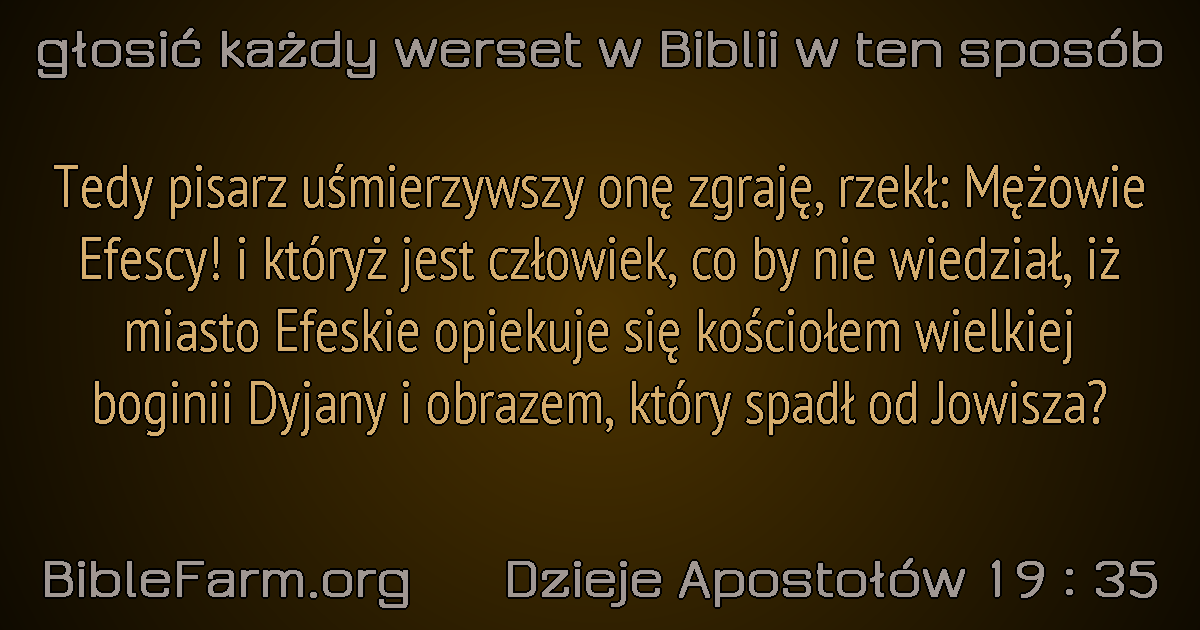 głosić każdy werset w Biblii w ten sposób
Tedy pisarz uśmierzywszy onę zgraję, rzekł: Mężowie
Efescy! i któryż jest człowiek, co by nie wiedział, iż
miasto Efeskie opiekuje się kościołem wielkiej
boginii Dyjany i obrazem, który spadł od Jowisza?
BibleFarm.org Dzieje Apostołów 19 : 35